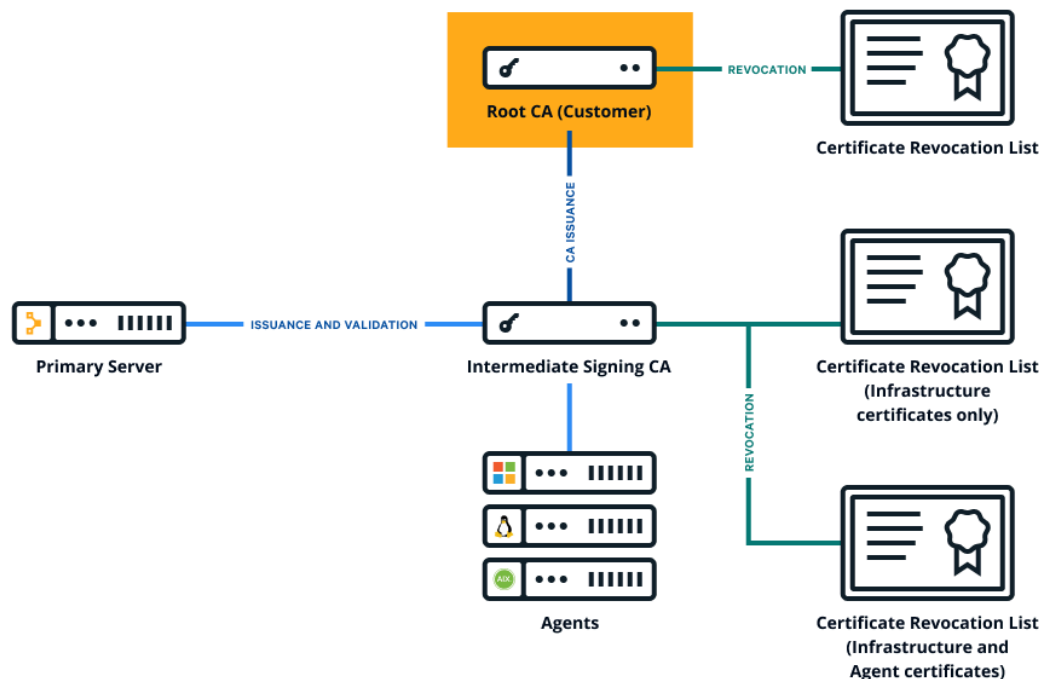 Root CA (Customer)
REVOCATION
Certificate Revocation List
CA ISSUANCE
Primary Server
ISSUANCE AND VALIDATION
Intermediate Signing CA
Certificate Revocation List
(Infrastructure
certificates only)
REVOCATION
AIX
Agents
Certificate Revocation List
(Infrastructure and
Agent certificates)